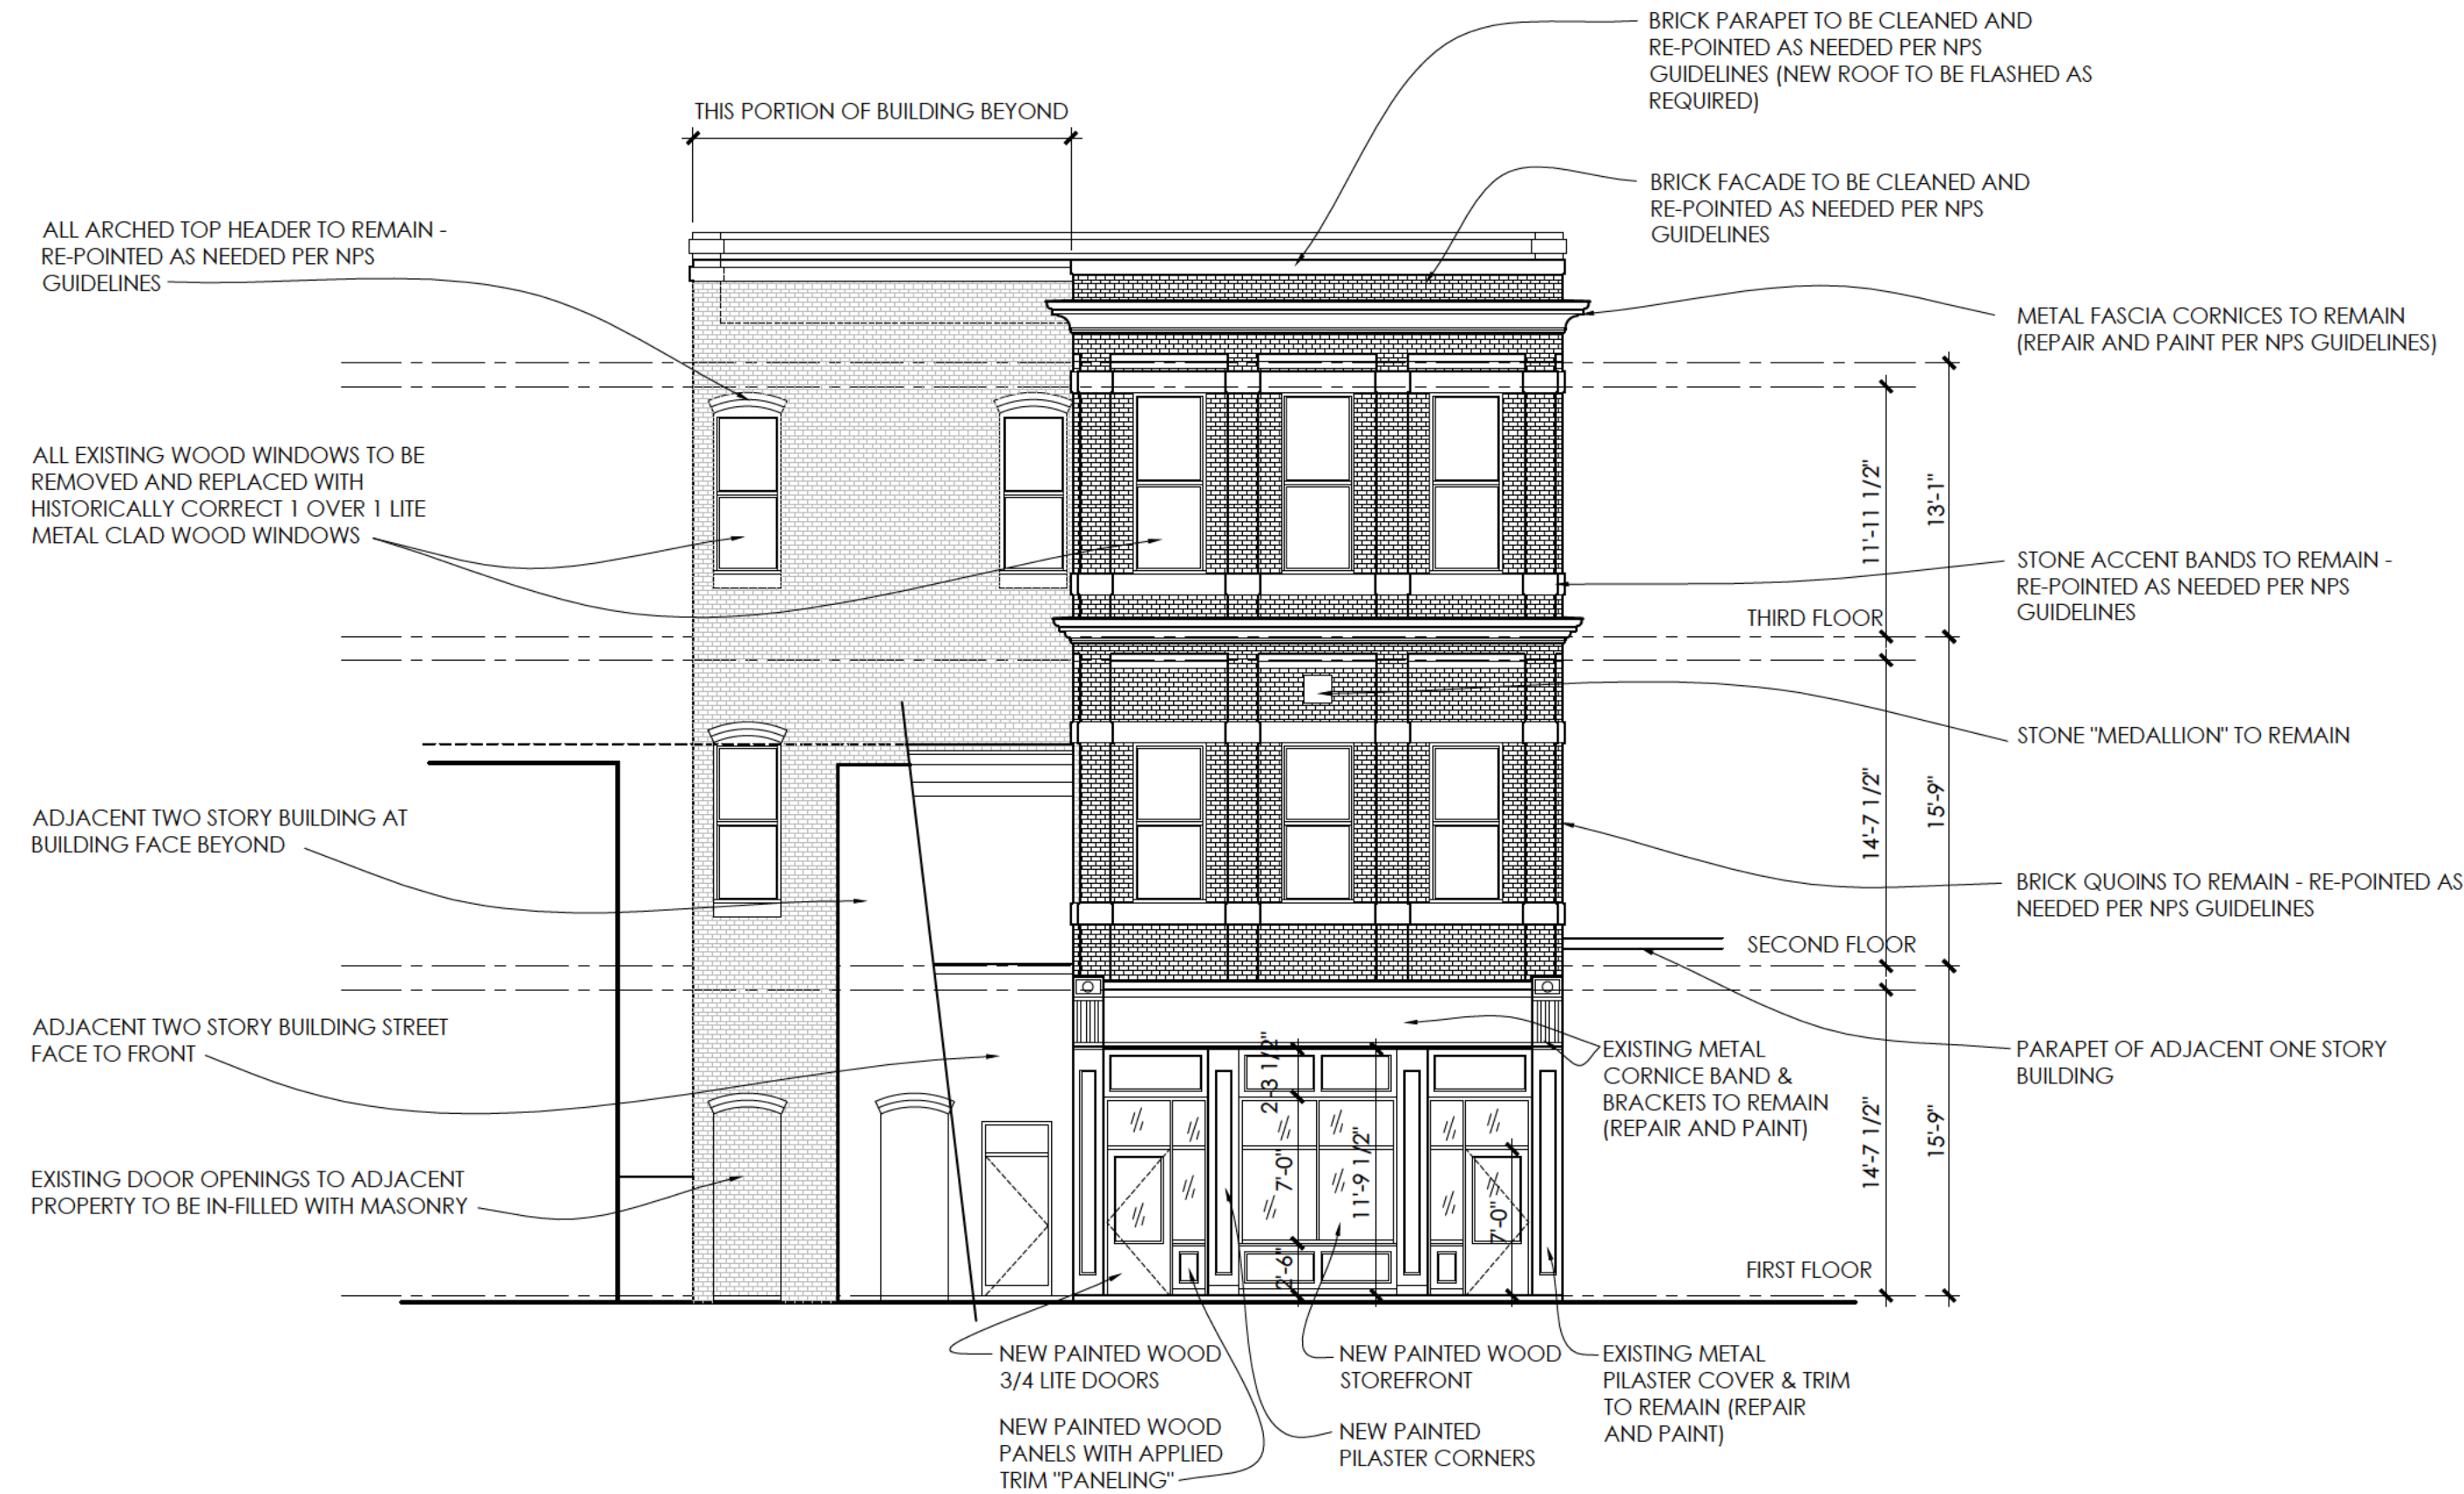 BRICK PARAPET TO BE CLEANED AND
RE-POINTED AS NEEDED PER NPS
GUIDELINES (NEW ROOF TO BE FLASHED AS
REQUIRED)
THIS PORTION OF BUILDING BEYOND
BRICK FACADE TO BE CLEANED AND
RE-POINTED AS NEEDED PER NPS
GUIDELINES
ALL ARCHED TOP HEADER TO REMAIN -
RE-POINTED AS NEEDED PER NPS
GUIDELINES
METAL FASCIA CORNICES TO REMAIN
(REPAIR AND PAINT PER NPS GUIDELINES)
ALL EXISTING WOOD WINDOWS TO BE
REMOVED AND REPLACED WITH
HISTORICALLY CORRECT 1 OVER 1 LITE
METAL CLAD WOOD WINDOWS
11'-11 1/2"
13'-1"
STONE ACCENT BANDS TO REMAIN -
RE-POINTED AS NEEDED PER NPS
GUIDELINES
THIRD FLOOR
STONE "MEDALLION" TO REMAIN
14'-7 1/2"
15'-9"
ADJACENT TWO STORY BUILDING AT
BUILDING FACE BEYOND
BRICK QUOINS TO REMAIN - RE-POINTED AS
NEEDED PER NPS GUIDELINES
SECOND FLOOR
ADJACENT TWO STORY BUILDING STREET
FACE TO FRONT
EXISTING METAL
CORNICE BAND &
BRACKETS TO REMAIN
(REPAIR AND PAINT)
PARAPET OF ADJACENT ONE STORY
BUILDING
2'-3 1/2"
7'-0"
2'-6"
11'-9 1/2"
7'-0"
14'-7 1/2"
15'-9"
EXISTING DOOR OPENINGS TO ADJACENT
PROPERTY TO BE IN-FILLED WITH MASONRY
FIRST FLOOR
NEW PAINTED WOOD
3/4 LITE DOORS
NEW PAINTED WOOD
STOREFRONT
EXISTING METAL
PILASTER COVER & TRIM
TO REMAIN (REPAIR
AND PAINT)
NEW PAINTED WOOD
PANELS WITH APPLIED
TRIM "PANELING"
NEW PAINTED
PILASTER CORNERS